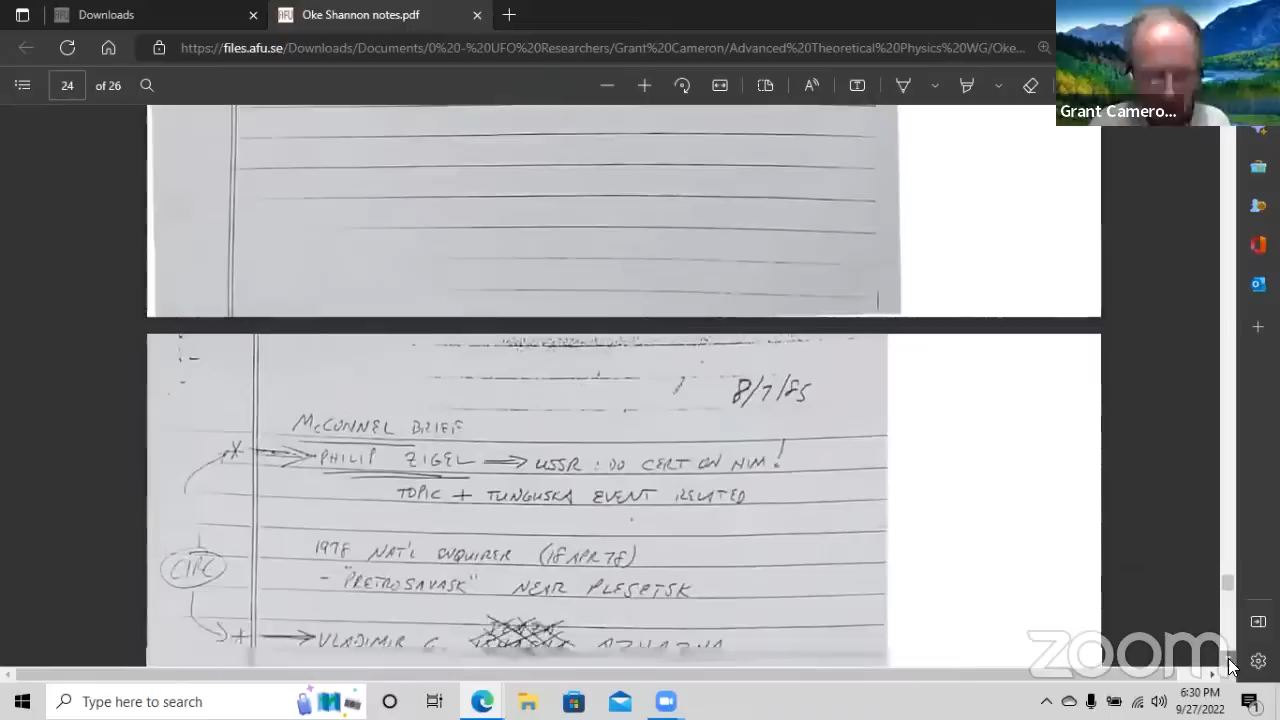 Downloads
Oke Shannon notes.pdf
https://files.afu.se/Downloads/Documents/0%20-%20UFO%20Researchers/Grant%20Cameron/Advanced%20Theoretical%20Physics%20WG/Oke...
24 of 26
Grant Camero...
8/7/85
McCONNEL BRIEF
PHILIP ZIGEL → USSR : DO CERT ON HIM!
TOPIC + TUNGUSKA EVENT RELATED
1978 NAT'L ENQUIRER (18 APR 78)
- "PRETROSAVASK" NEAR PLESETSK
CIRC
VLADIMIR G. AZHAZHA
zoom
Type here to search
6:30 PM
9/27/2022